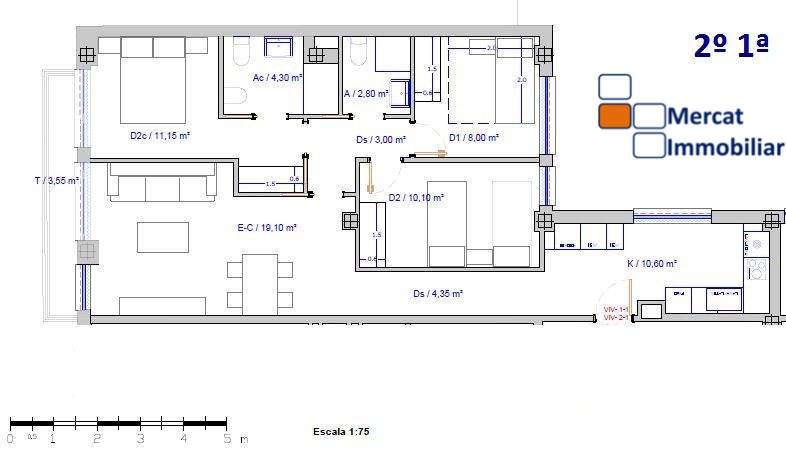 2º 1ª
Mercat
Immobiliar
2.0
1.5
2.0
0.6
Ac / 4,30 m²
A / 2,80 m²
D2c / 11,15 m²
Ds / 3,00 m²
D1 / 8,00 m²
T / 3,55 m²
0.6
1.5
D2 / 10,10 m²
E-C / 19,10 m²
1.5
0.6
K / 10,60 m²
Ds / 4,35 m²
VIV- 1-1
VIV- 2-1
0 0.5 1 2 3 4 5 m
Escala 1:75